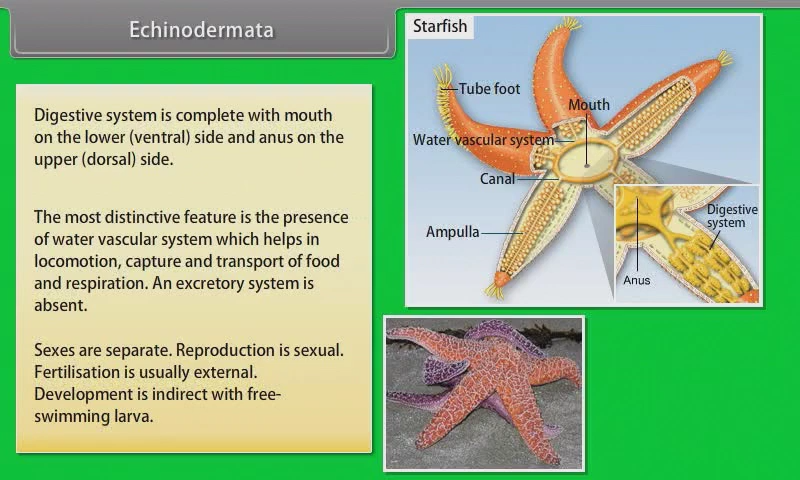 Echinodermata
Digestive system is complete with mouth
on the lower (ventral) side and anus on the
upper (dorsal) side.
The most distinctive feature is the presence
of water vascular system which helps in
locomotion, capture and transport of food
and respiration. An excretory system is
absent.
Sexes are separate. Reproduction is sexual.
Fertilisation is usually external.
Development is indirect with free-
swimming larva.
Starfish
Tube foot
Mouth
Water vascular system
Canal
Ampulla
Digestive
system
Anus